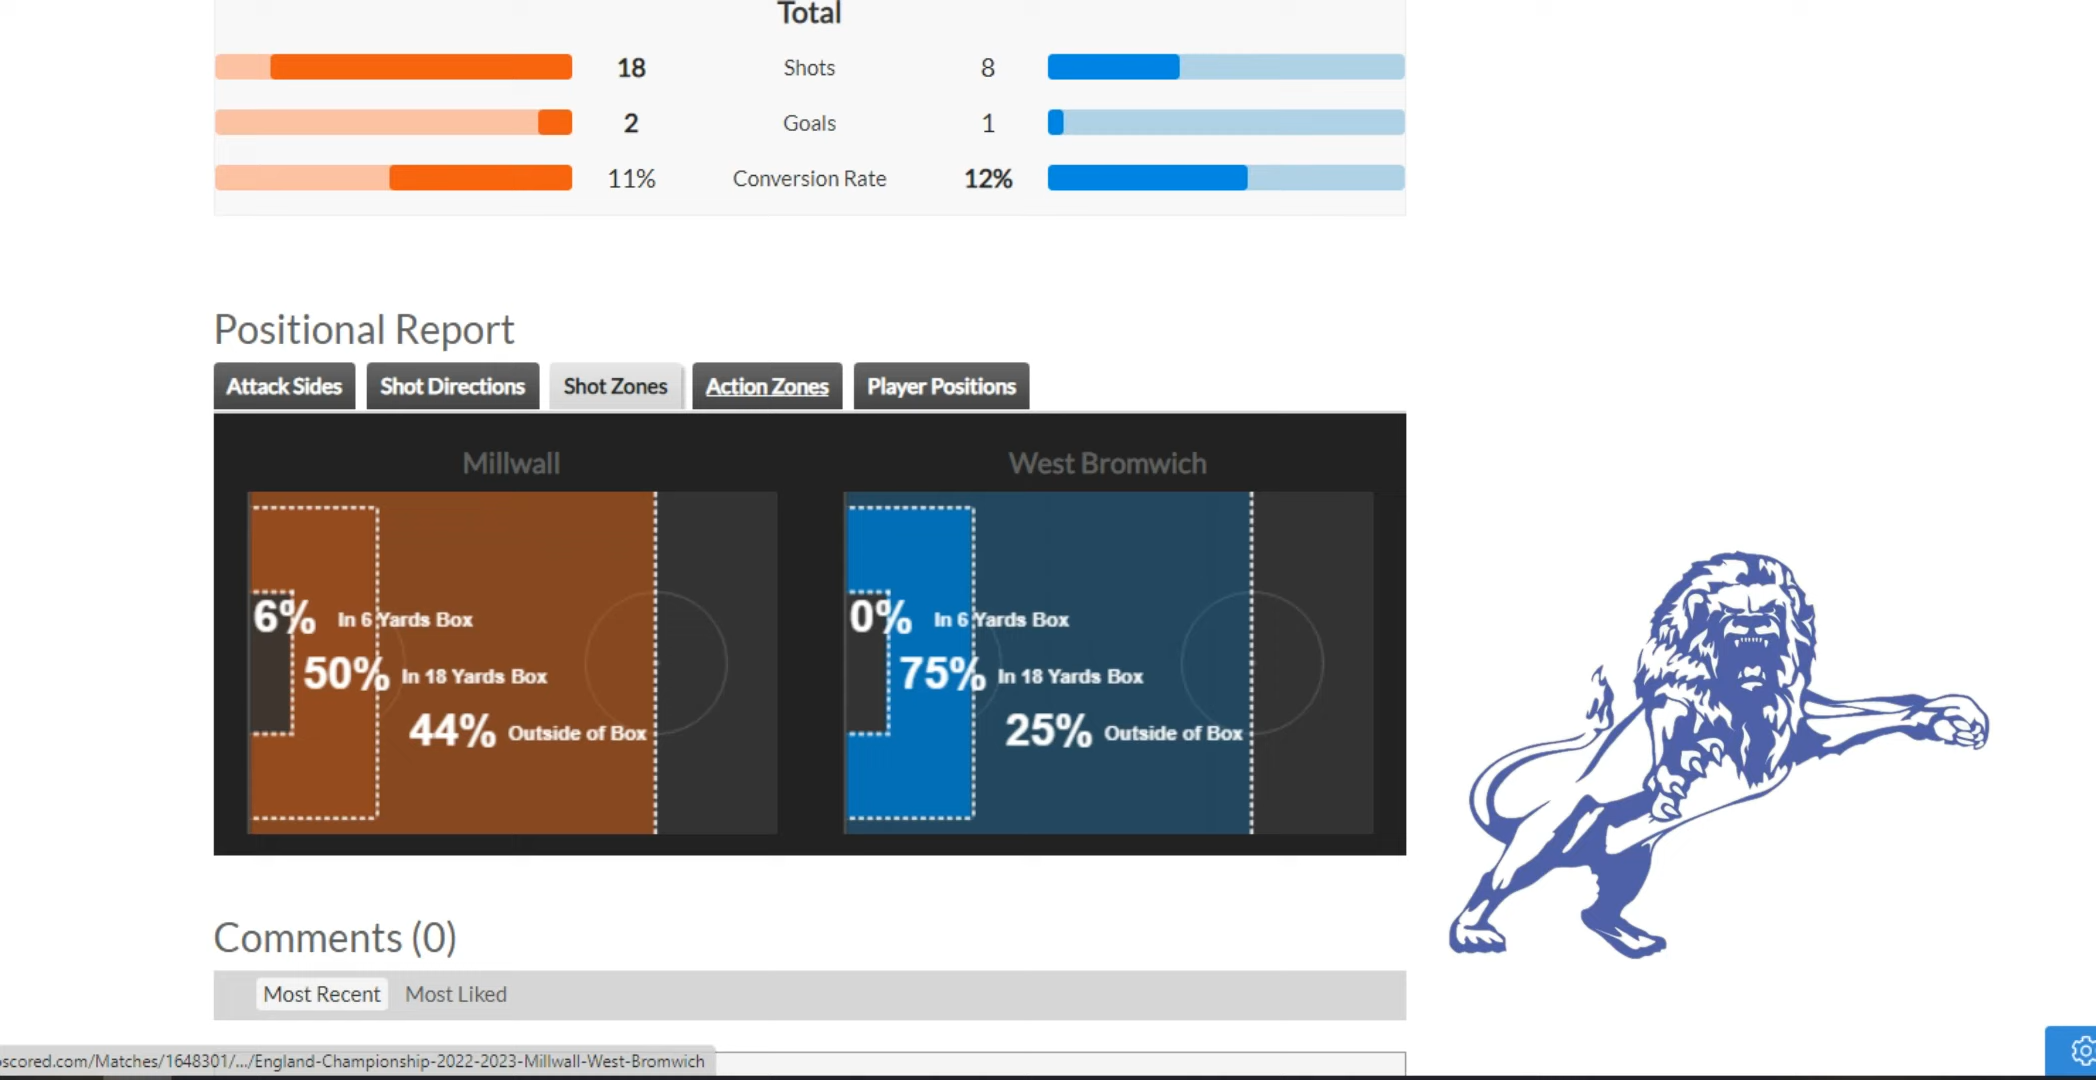 Total
18 Shots 8
2 Goals 1
11% Conversion Rate 12%
Positional Report
Attack Sides Shot Directions Shot Zones Action Zones Player Positions
Millwall West Bromwich
6% In 6 Yards Box 0% In 6 Yards Box
50% In 18 Yards Box 75% In 18 Yards Box
44% Outside of Box 25% Outside of Box
Comments (0)
Most Recent Most Liked
oscored.com/Matches/1648301/.../England-Championship-2022-2023-Millwall-West-Bromwich